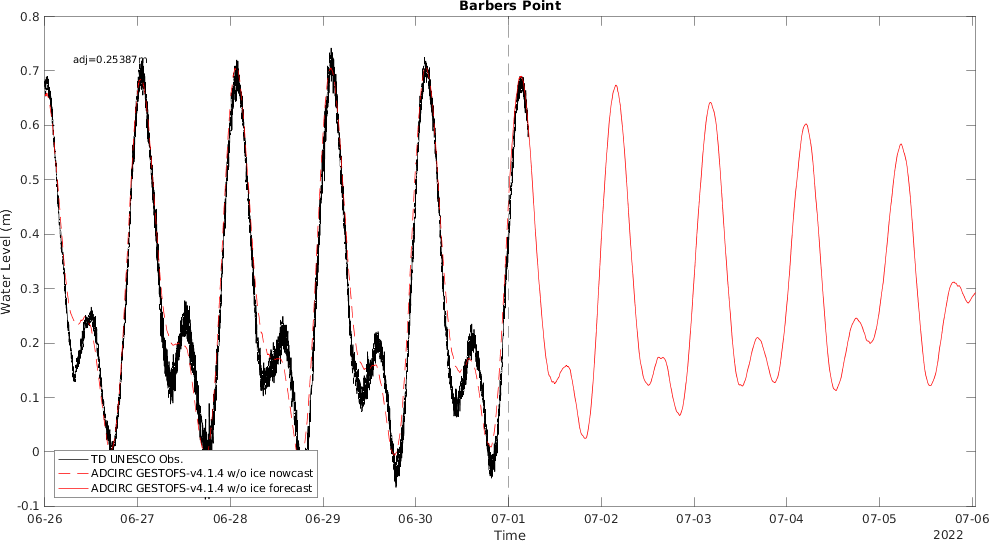 Barbers Point
0.8
0.7
0.6
0.5
0.4
0.3
0.2
0.1
0
-0.1
Water Level (m)
adj=0.25387m
TD UNESCO Obs.
ADCIRC GESTOFS-v4.1.4 w/o ice nowcast
ADCIRC GESTOFS-v4.1.4 w/o ice forecast
06-26 06-27 06-28 06-29 06-30 07-01 07-02 07-03 07-04 07-05 07-06
Time
2022